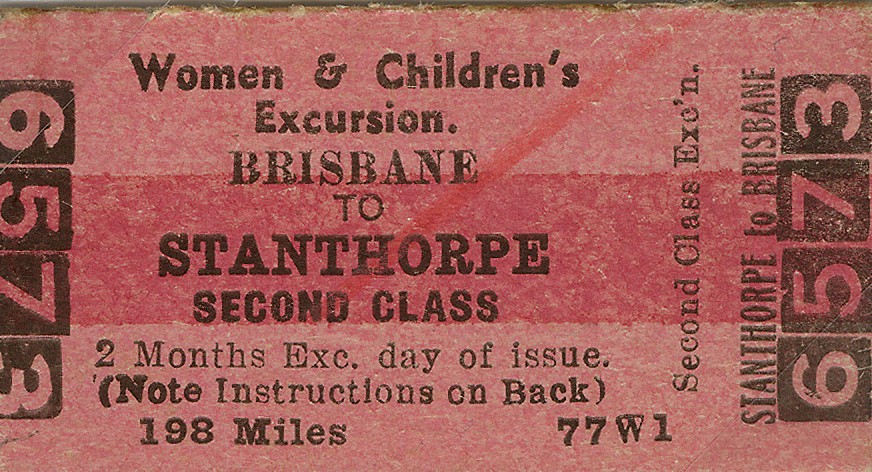 6573
Women & Children's
Excursion.
BRISBANE
TO
STANTHORPE
SECOND CLASS
2 Months Exc. day of issue.
(Note Instructions on Back)
198 Miles 77W1
Second Class Exc'n.
STANTHORPE to BRISBANE
6573